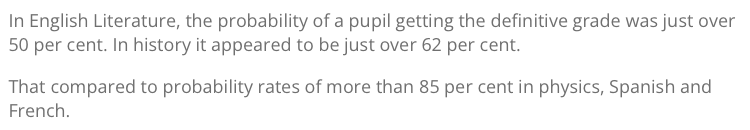 In English Literature, the probability of a pupil getting the definitive grade was just over
50 per cent. In history it appeared to be just over 62 per cent.
That compared to probability rates of more than 85 per cent in physics, Spanish and
French.